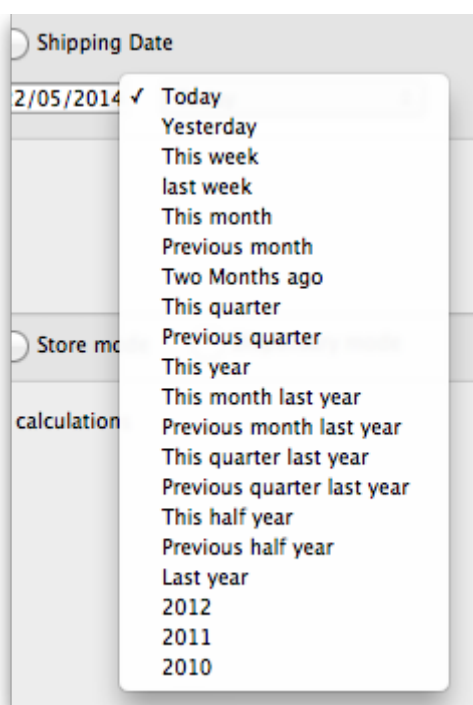 Shipping Date
2/05/2014 ✓ Today
Yesterday
This week
last week
This month
Previous month
Two Months ago
This quarter
Store mo
Previous quarter
This year
This month last year
calculation
Previous month last year
This quarter last year
Previous quarter last year
This half year
Previous half year
Last year
2012
2011
2010